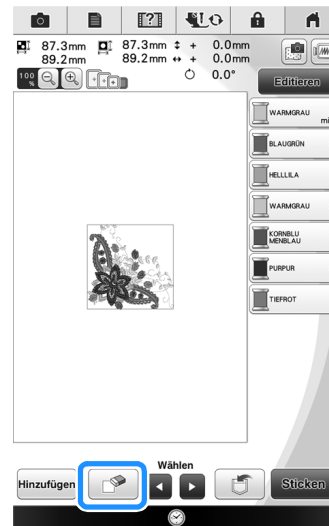 87.3mm 87.3mm + 0.0mm
89.2mm 89.2mm + 0.0mm
100 % 0.0°
Editieren
WARMGRAU
mi
BLAUGRÜN
HELLLILA
WARMGRAU
KORNBLU
MENBLAU
PURPUR
TIEFROT
Wählen
Hinzufügen
Sticken